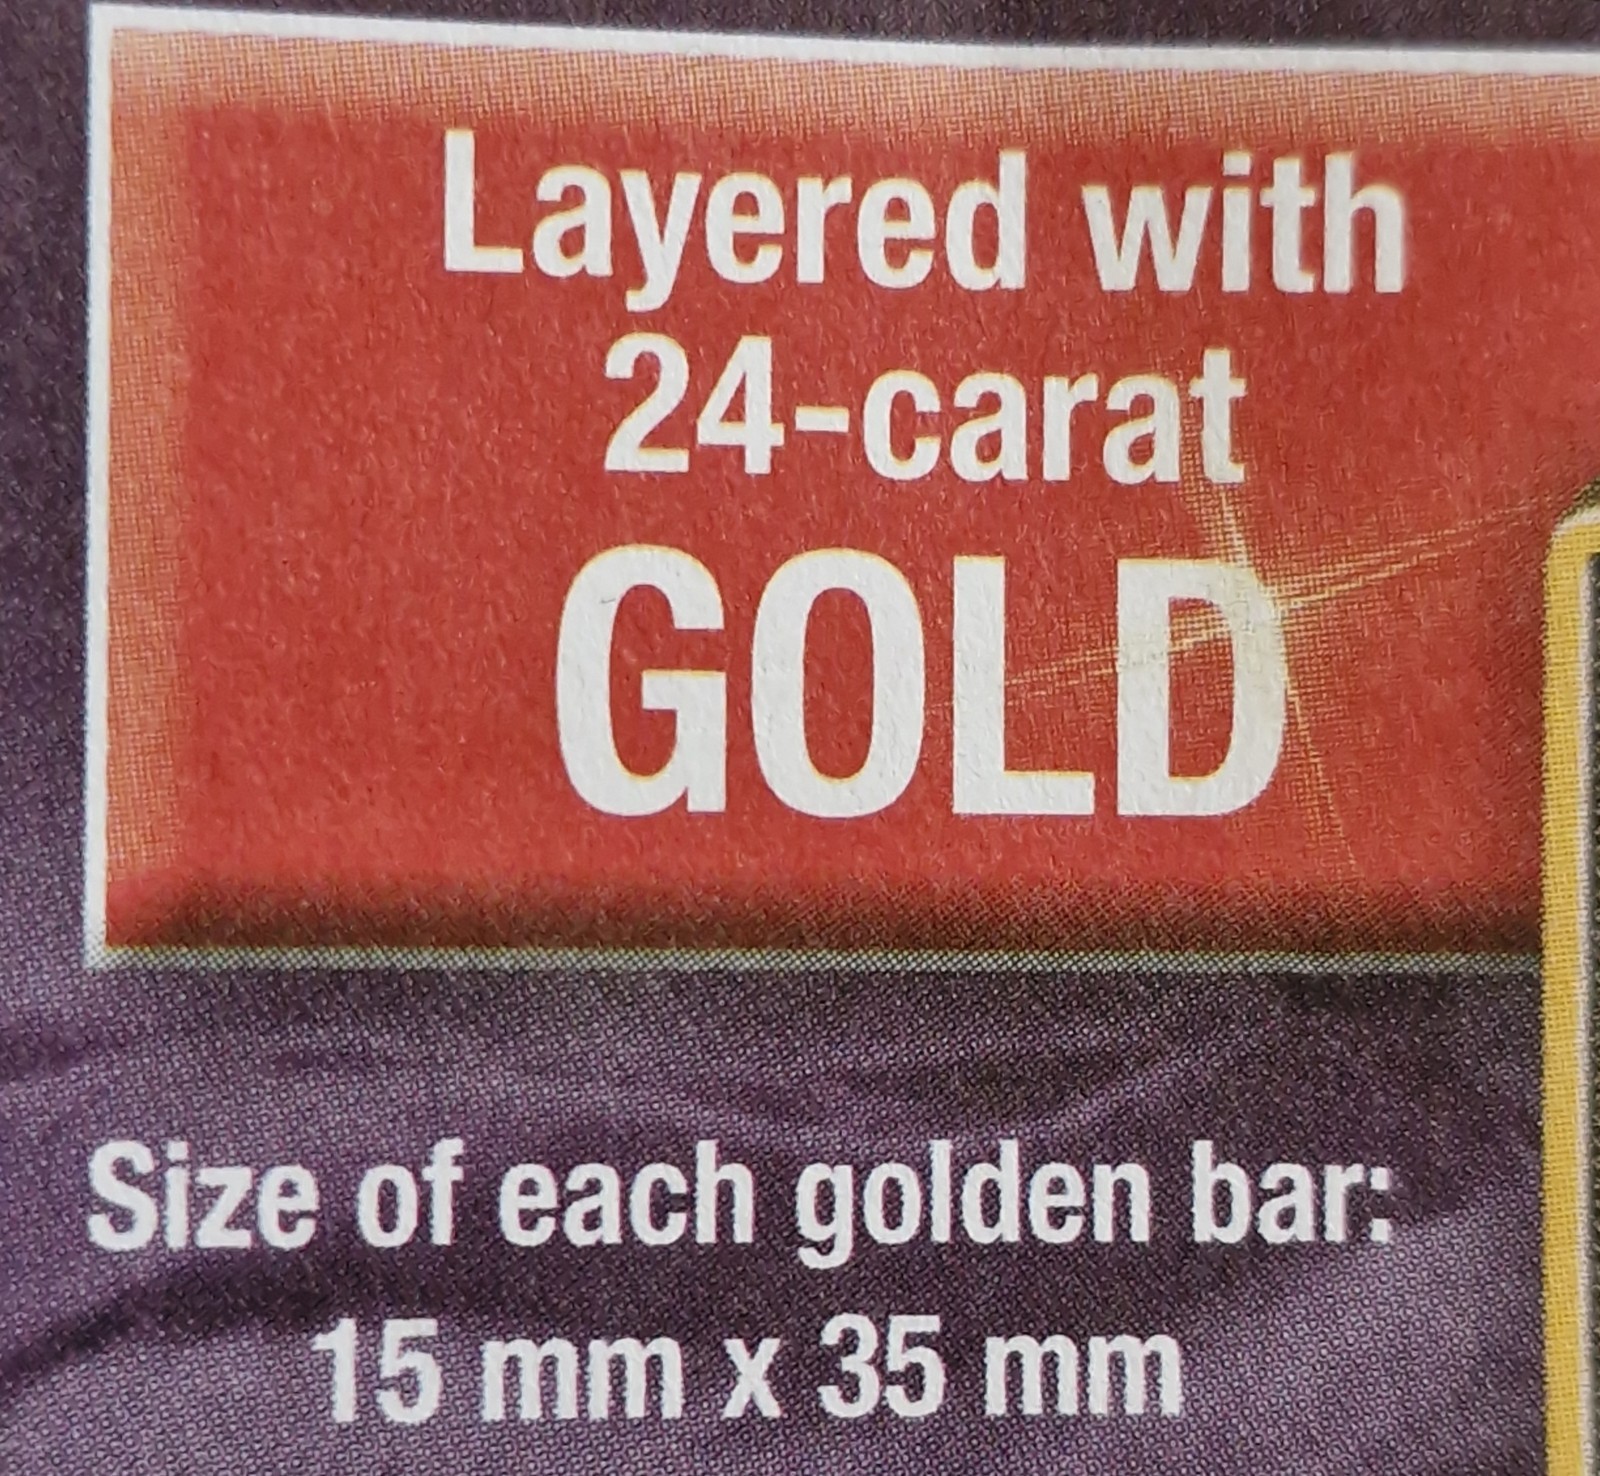 Layered with
24-carat
GOLD
Size of each golden bar:
15 mm x 35 mm